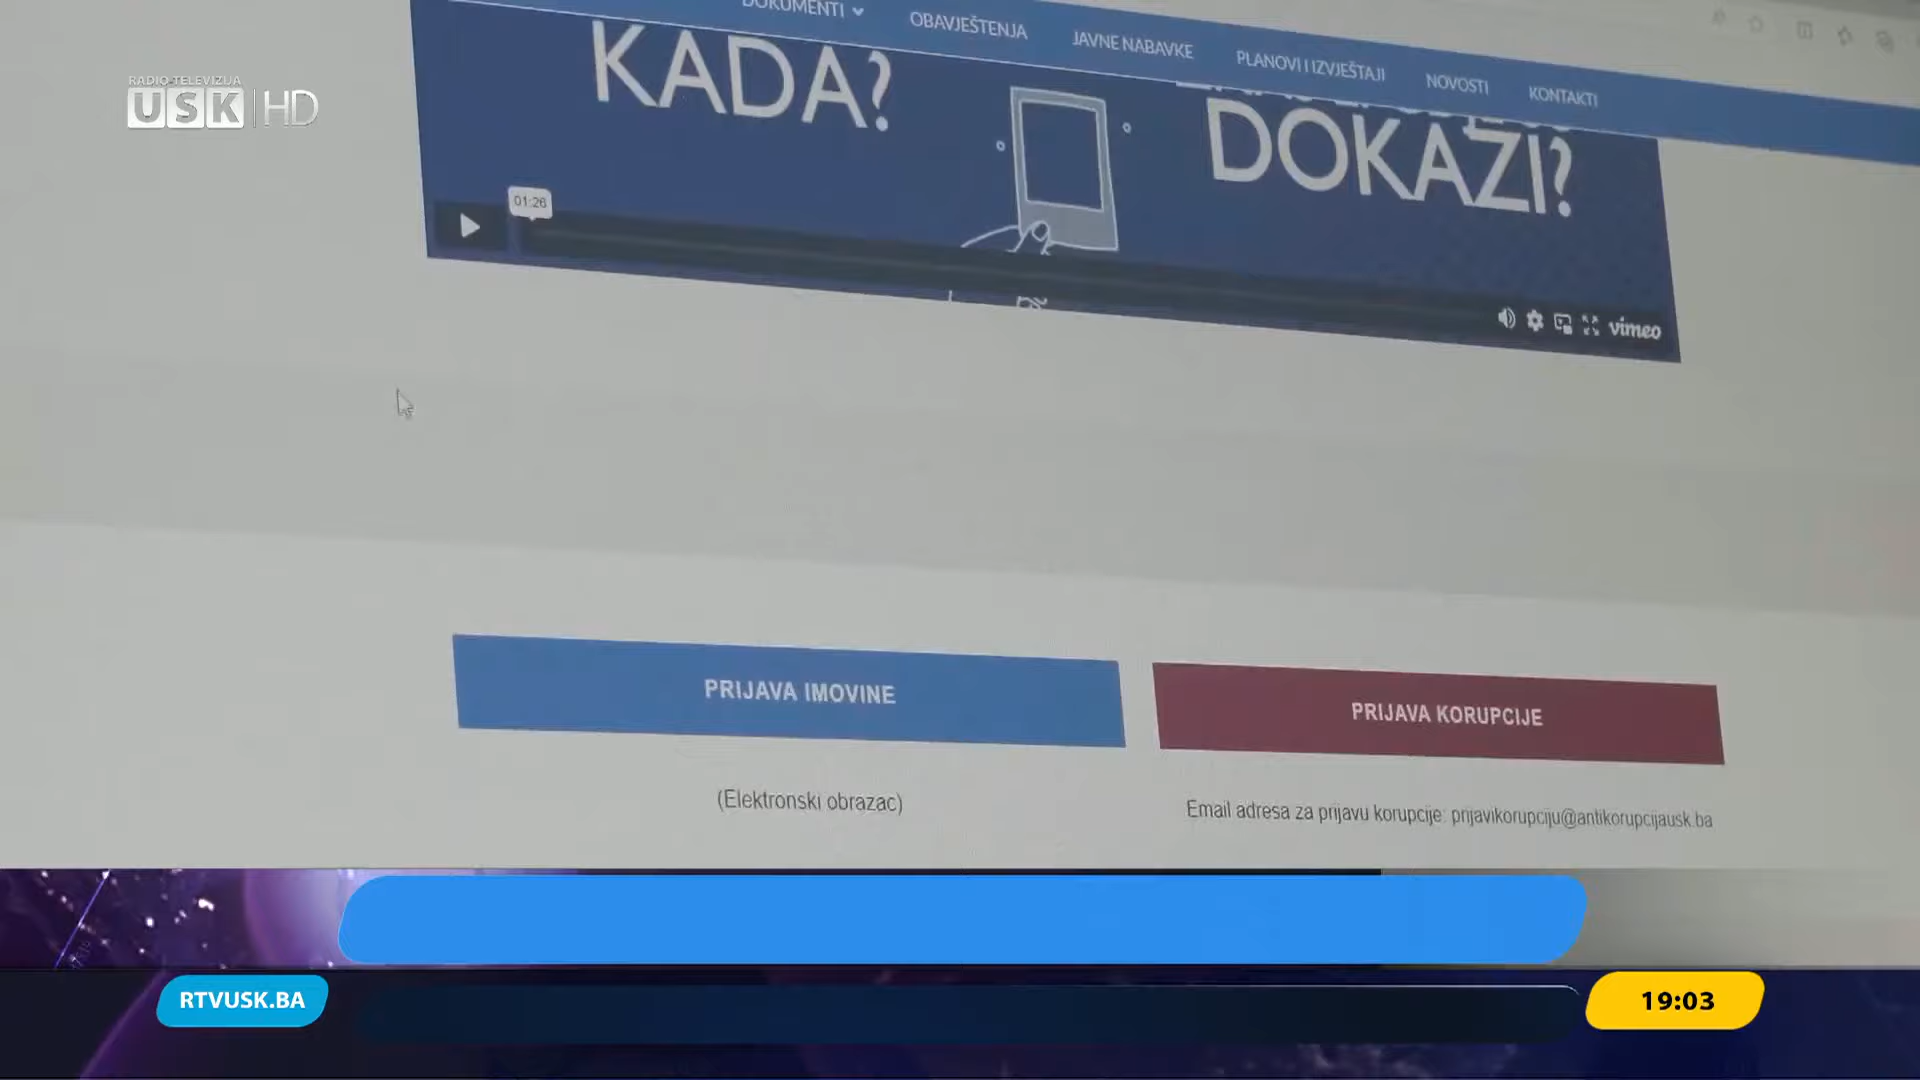 DOKUMENTI
OBAVJEŠTENJA
JAVNE NABAVKE
PLANOVI I IZVJEŠTAJI
NOVOSTI
KONTAKTI
RADIO TELEVIZIJA
USK HD
KADA?
DOKAZI?
01:26
vimeo
PRIJAVA IMOVINE
PRIJAVA KORUPCIJE
(Elektronski obrazac)
Email adresa za prijavu korupcije: prijavikorupciju@antikorupcijausk.ba
RTVUSK.BA
19:03